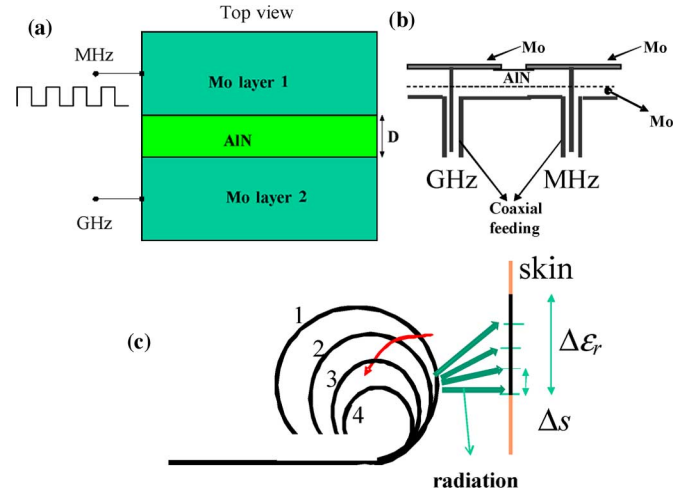 Top view
(a)
MHz
Mo layer 1
AlN
D
Mo layer 2
GHz
(b)
Mo
Mo
AlN
Mo
GHz
MHz
Coaxial
feeding
(c)
1
2
3
4
skin
Δεr
Δs
radiation